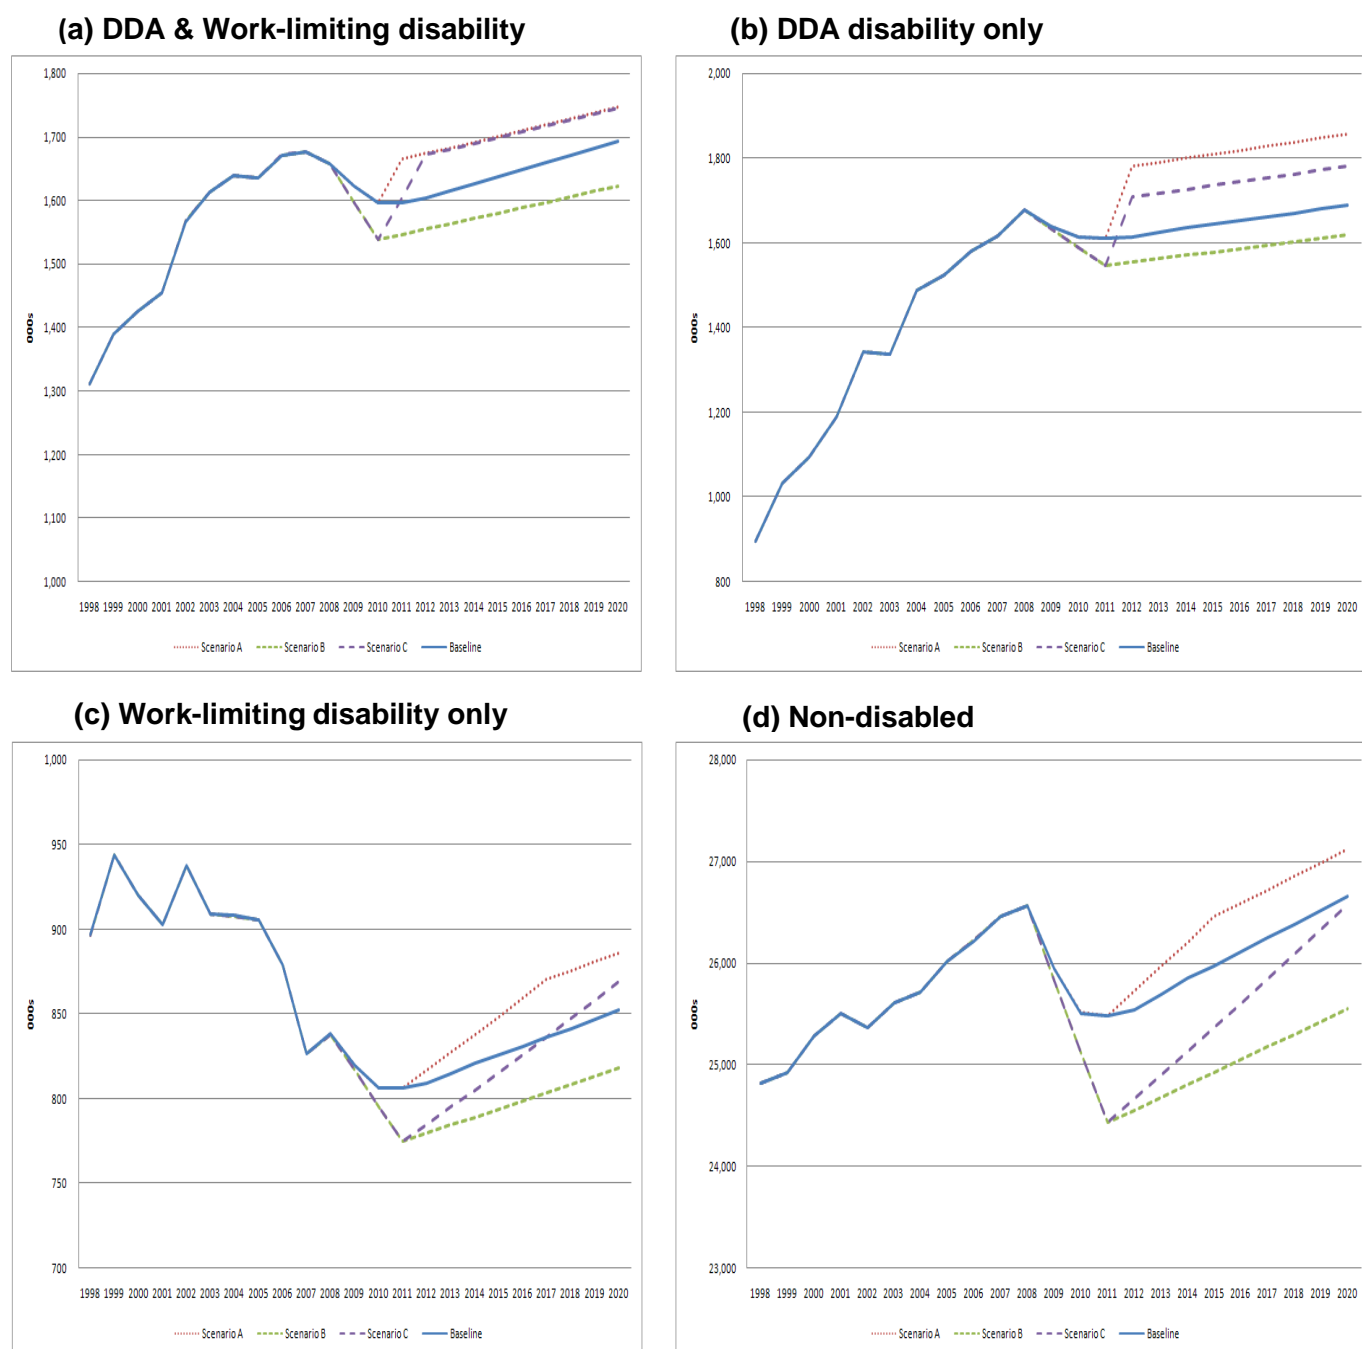 (a) DDA & Work-limiting disability
1,800
1,700
1,600
1,500
1,400
1,300
1,200
1,100
1,000
000s
1998 1999 2000 2001 2002 2003 2004 2005 2006 2007 2008 2009 2010 2011 2012 2013 2014 2015 2016 2017 2018 2019 2020
Scenario A Scenario B Scenario C Baseline
(b) DDA disability only
2,000
1,800
1,600
1,400
1,200
1,000
800
000s
1998 1999 2000 2001 2002 2003 2004 2005 2006 2007 2008 2009 2010 2011 2012 2013 2014 2015 2016 2017 2018 2019 2020
Scenario A Scenario B Scenario C Baseline
(c) Work-limiting disability only
1,000
950
900
850
800
750
700
000s
1998 1999 2000 2001 2002 2003 2004 2005 2006 2007 2008 2009 2010 2011 2012 2013 2014 2015 2016 2017 2018 2019 2020
Scenario A Scenario B Scenario C Baseline
(d) Non-disabled
28,000
27,000
26,000
25,000
24,000
23,000
000s
1998 1999 2000 2001 2002 2003 2004 2005 2006 2007 2008 2009 2010 2011 2012 2013 2014 2015 2016 2017 2018 2019 2020
Scenario A Scenario B Scenario C Baseline